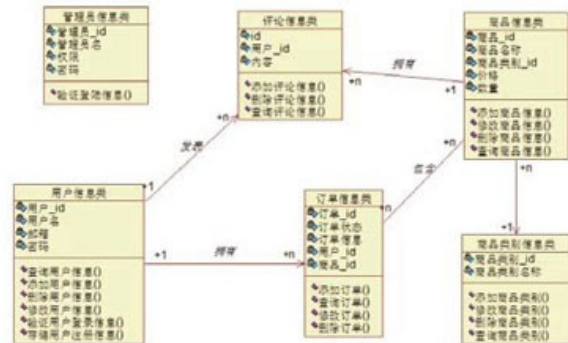 管理员信息类
管理员_id
管理员名
权限
密码
验证登陆信息()
评论信息类
id
用户_id
内容
添加评论信息()
删除评论信息()
查询评论信息()
商品信息类
商品_id
商品名称
商品类别_id
价格
数量
添加商品信息()
修改商品信息()
删除商品信息()
查询商品信息()
+n
拥有
+1
+n
发表
+1
+n
包含
+n
+n
+1
用户信息类
用户_id
用户名
邮箱
密码
查询用户信息()
添加用户信息()
删除用户信息()
修改用户信息()
验证用户登录信息()
存储用户注册信息()
+1
拥有
+n
订单信息类
订单_id
订单状态
订单信息
用户_id
商品_id
添加订单()
查询订单()
修改订单()
删除订单()
商品类别信息类
商品类别_id
商品类别名称
添加商品类别()
修改商品类别()
删除商品类别()
查询商品类别()